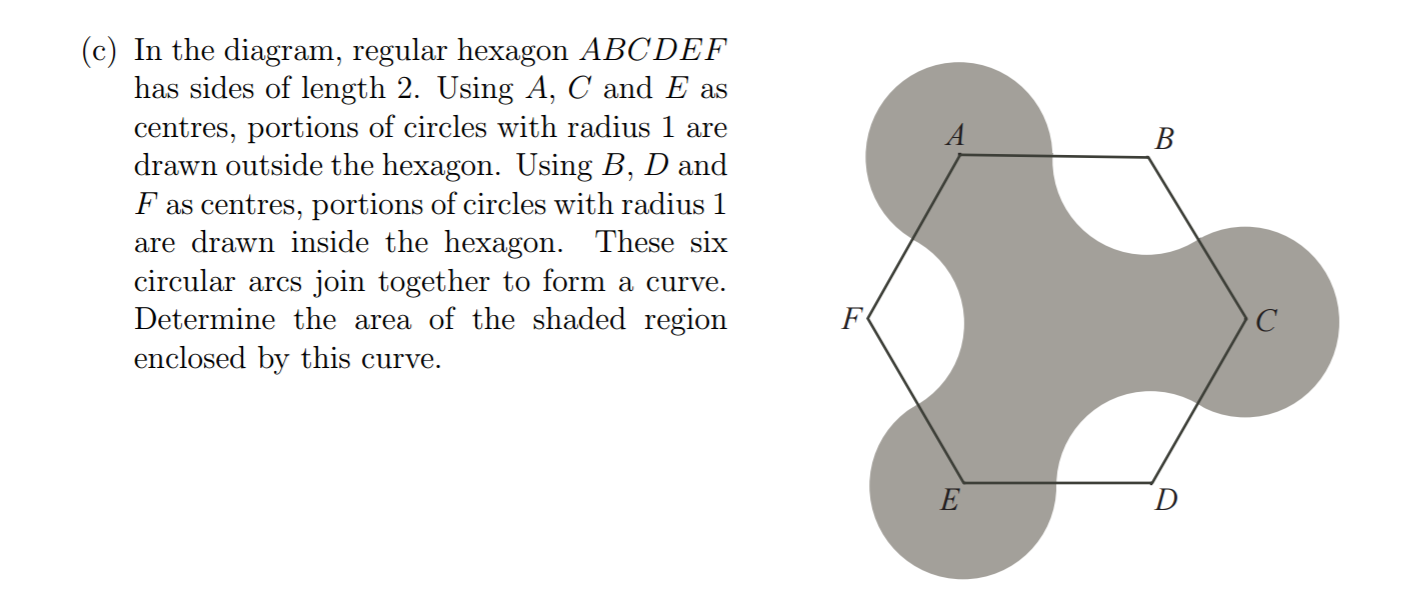 (c) In the diagram, regular hexagon ABCDEF
has sides of length 2. Using A, C and E as
centres, portions of circles with radius 1 are
drawn outside the hexagon. Using B, D and
F as centres, portions of circles with radius 1
are drawn inside the hexagon. These six
circular arcs join together to form a curve.
Determine the area of the shaded region
enclosed by this curve.
A
B
F
C
E
D